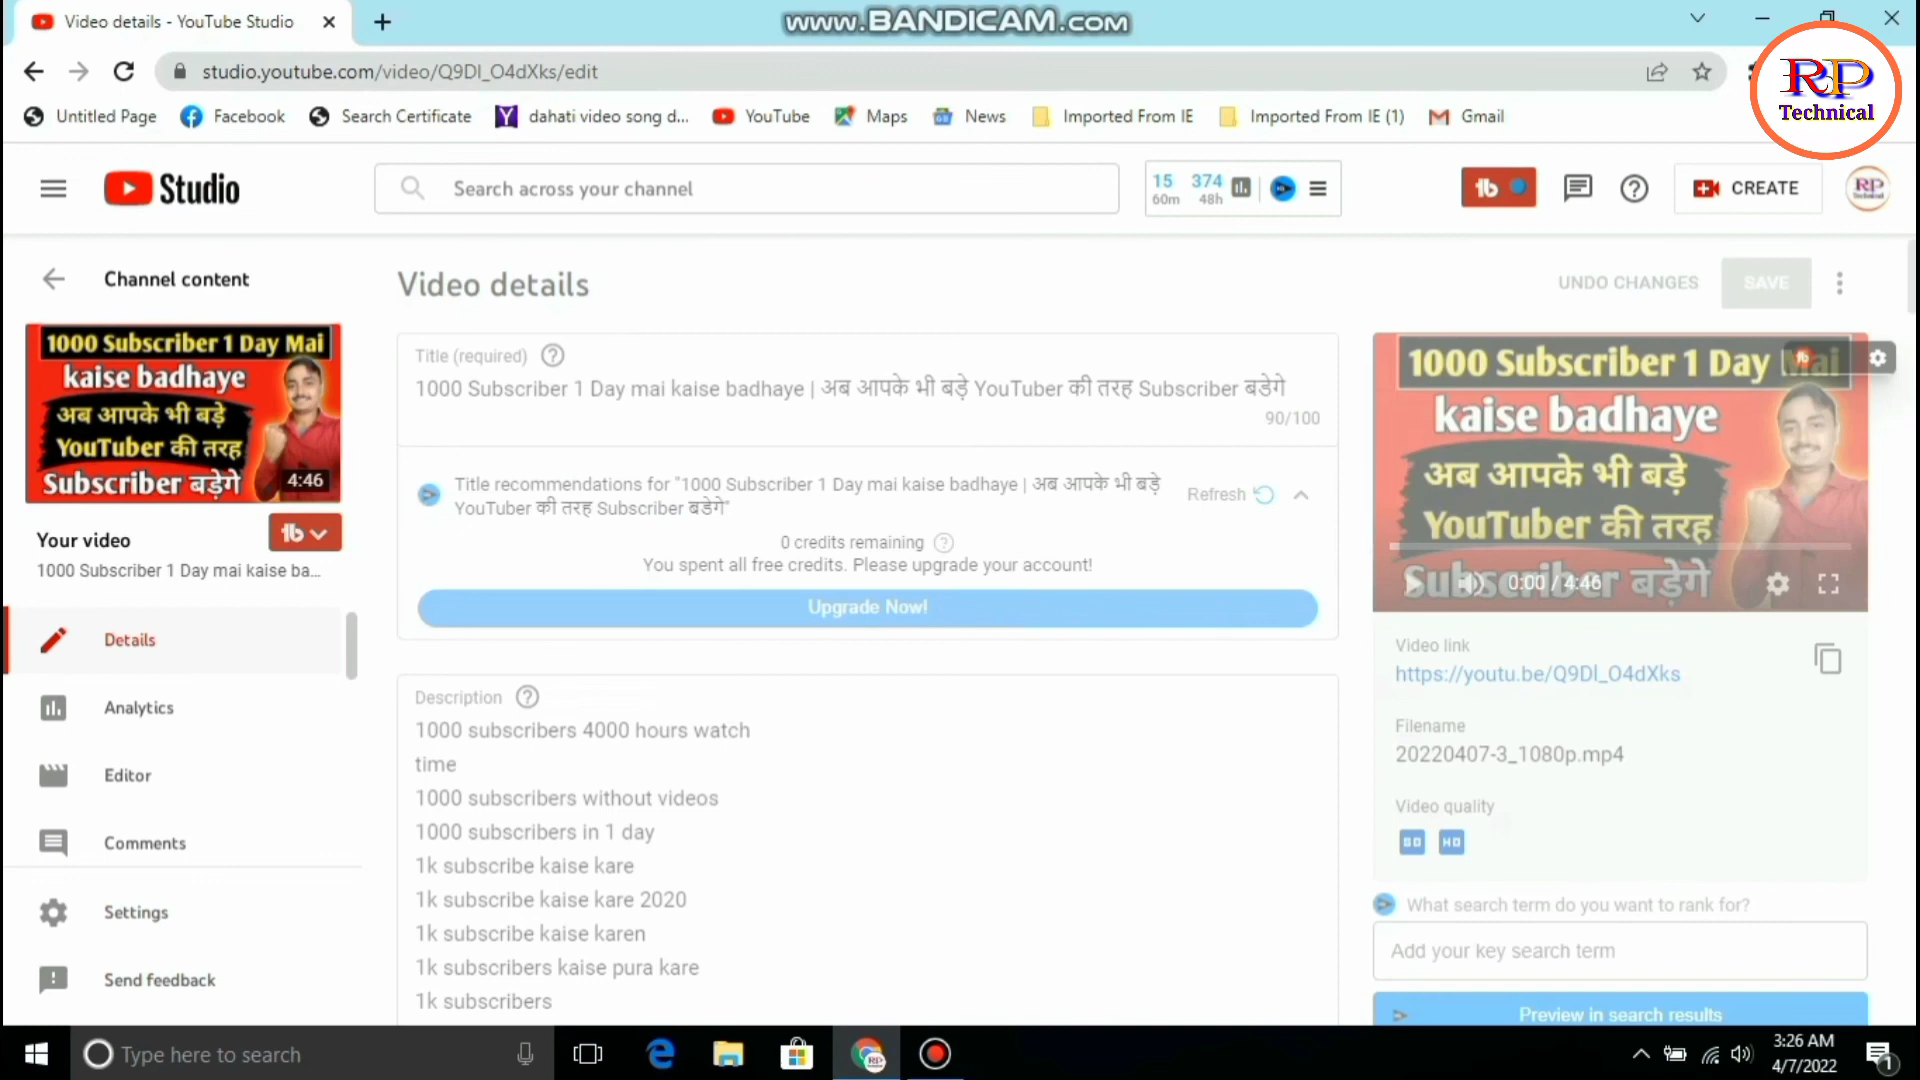 Video details - YouTube Studio
www.BANDICAM.com
studio.youtube.com/video/Q9Dl_O4dXks/edit
RP
Technical
Untitled Page
Facebook
Search Certificate
dahati video song d...
YouTube
Maps
News
Imported From IE
Imported From IE (1)
Gmail
Studio
Search across your channel
15 374
60m 48h
CREATE
RP
Technical
Channel content
Video details
UNDO CHANGES
SAVE
1000 Subscriber 1 Day Mai
kaise badhaye
अब आपके भी बड़े
YouTuber की तरह
Subscriber बड़ेगे
4:46
Your video
1000 Subscriber 1 Day mai kaise ba...
Details
Analytics
Editor
Comments
Settings
Send feedback
Title (required)
1000 Subscriber 1 Day mai kaise badhaye | अब आपके भी बड़े YouTuber की तरह Subscriber बडेगे
90/100
Title recommendations for "1000 Subscriber 1 Day mai kaise badhaye | अब आपके भी बड़े
YouTuber की तरह Subscriber बडेगे"
Refresh
0 credits remaining
You spent all free credits. Please upgrade your account!
Upgrade Now!
Description
1000 subscribers 4000 hours watch
time
1000 subscribers without videos
1000 subscribers in 1 day
1k subscribe kaise kare
1k subscribe kaise kare 2020
1k subscribe kaise karen
1k subscribers kaise pura kare
1k subscribers
1000 Subscriber 1 Day Mai
kaise badhaye
अब आपके भी बड़े
YouTuber की तरह
Subscriber बड़ेगे
0:00 / 4:46
Video link
https://youtu.be/Q9Dl_O4dXks
Filename
20220407-3_1080p.mp4
Video quality
SD HD
What search term do you want to rank for?
Add your key search term
Preview in search results
Type here to search
3:26 AM
4/7/2022
1